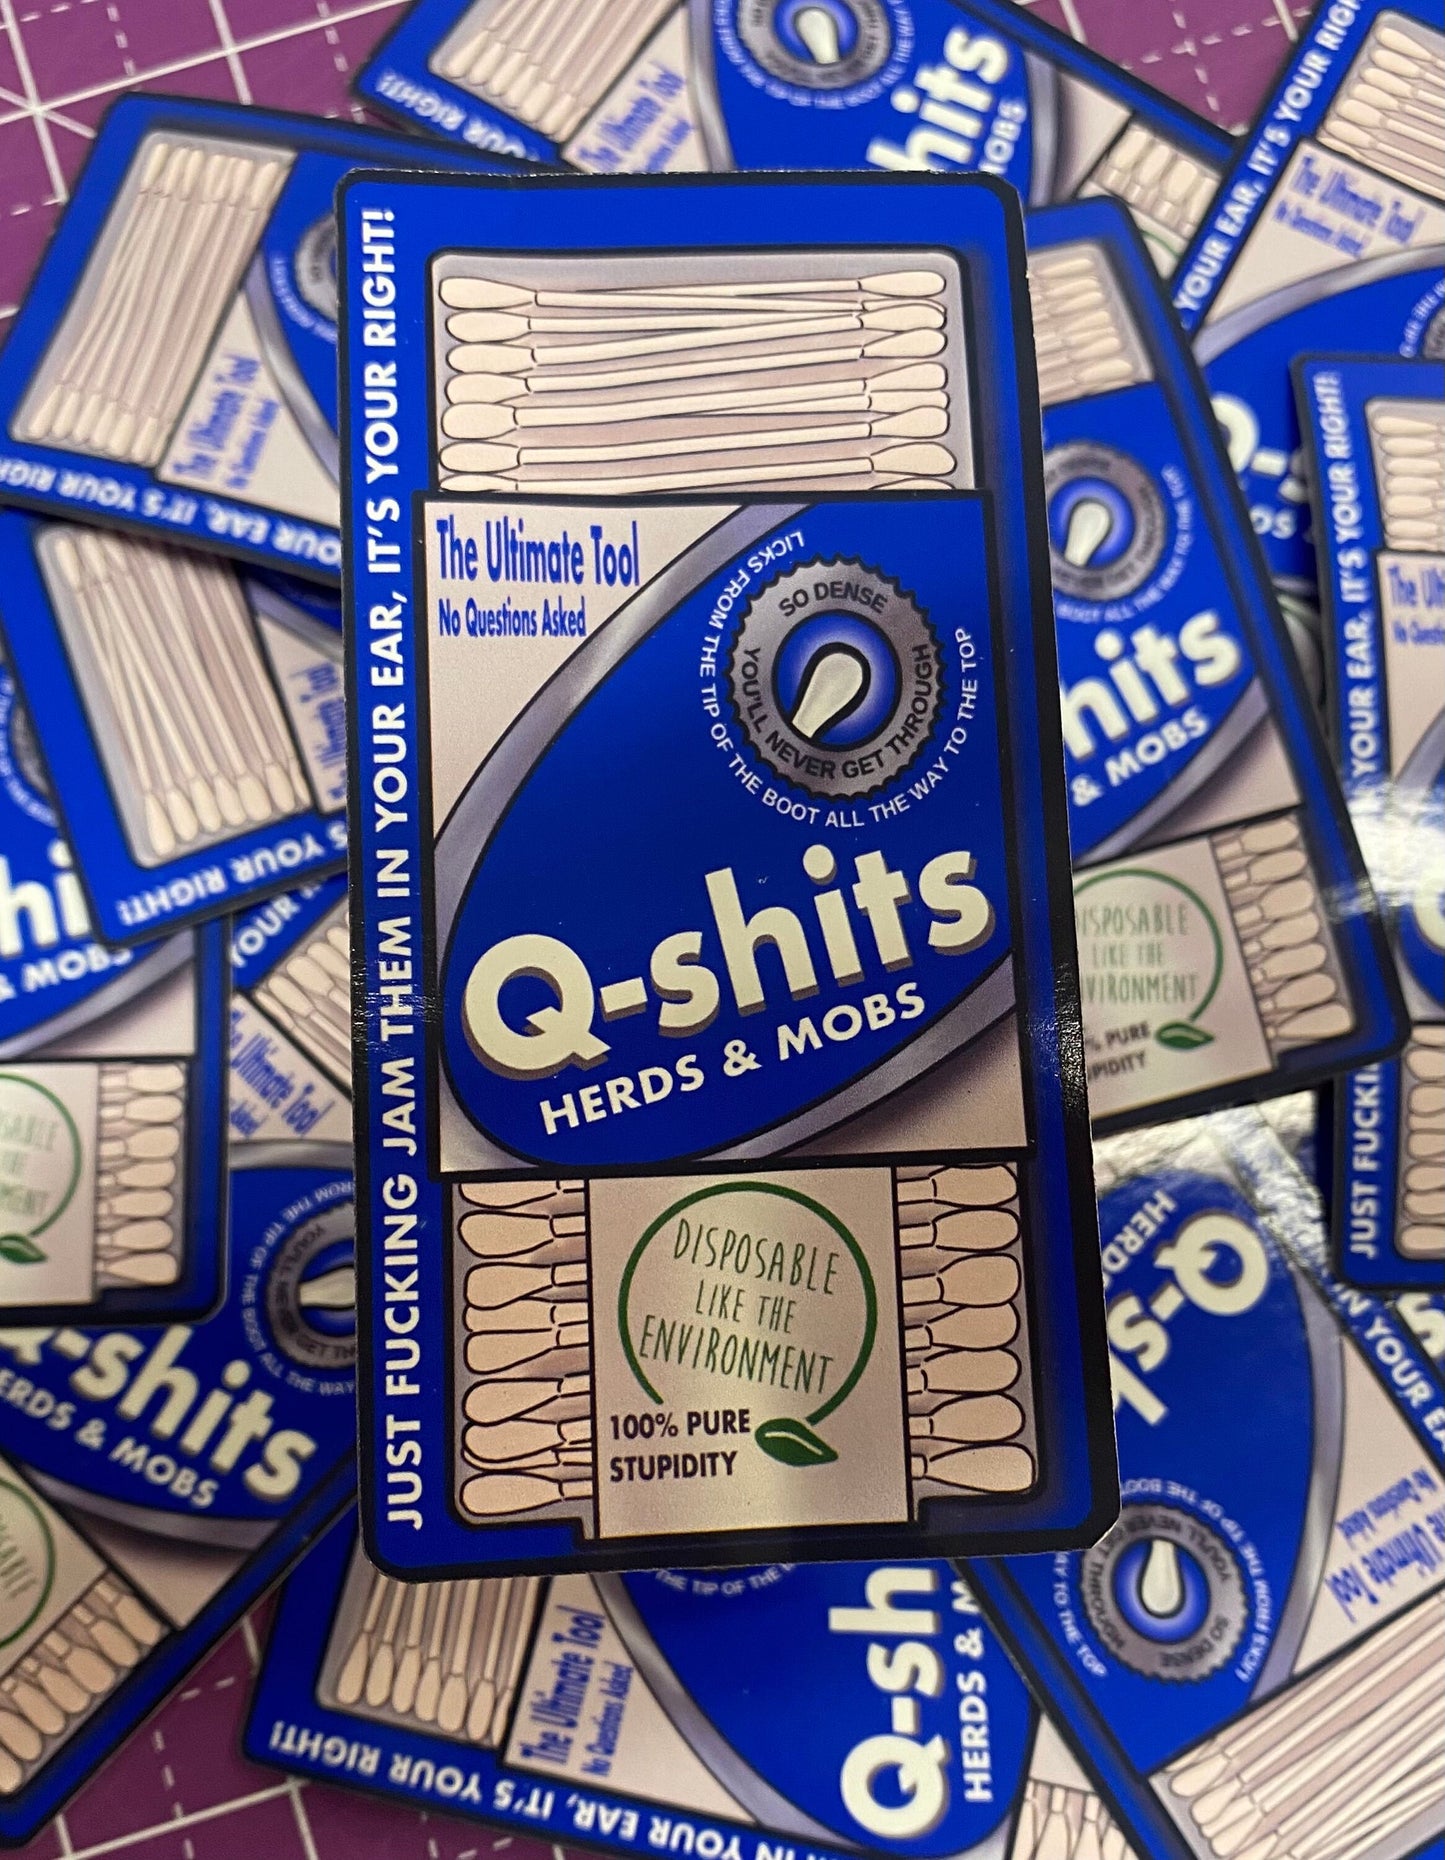 JUST FUCKING JAM THEM IN YOUR EAR, IT'S YOUR RIGHT!
The Ultimate Tool
No Questions Asked
LICKS FROM THE TIP OF THE BOOT ALL THE WAY TO THE TOP
SO DENSE
YOU'LL NEVER GET THROUGH
Q-shits
HERDS & MOBS
DISPOSABLE
LIKE THE
ENVIRONMENT
100% PURE
STUPIDITY